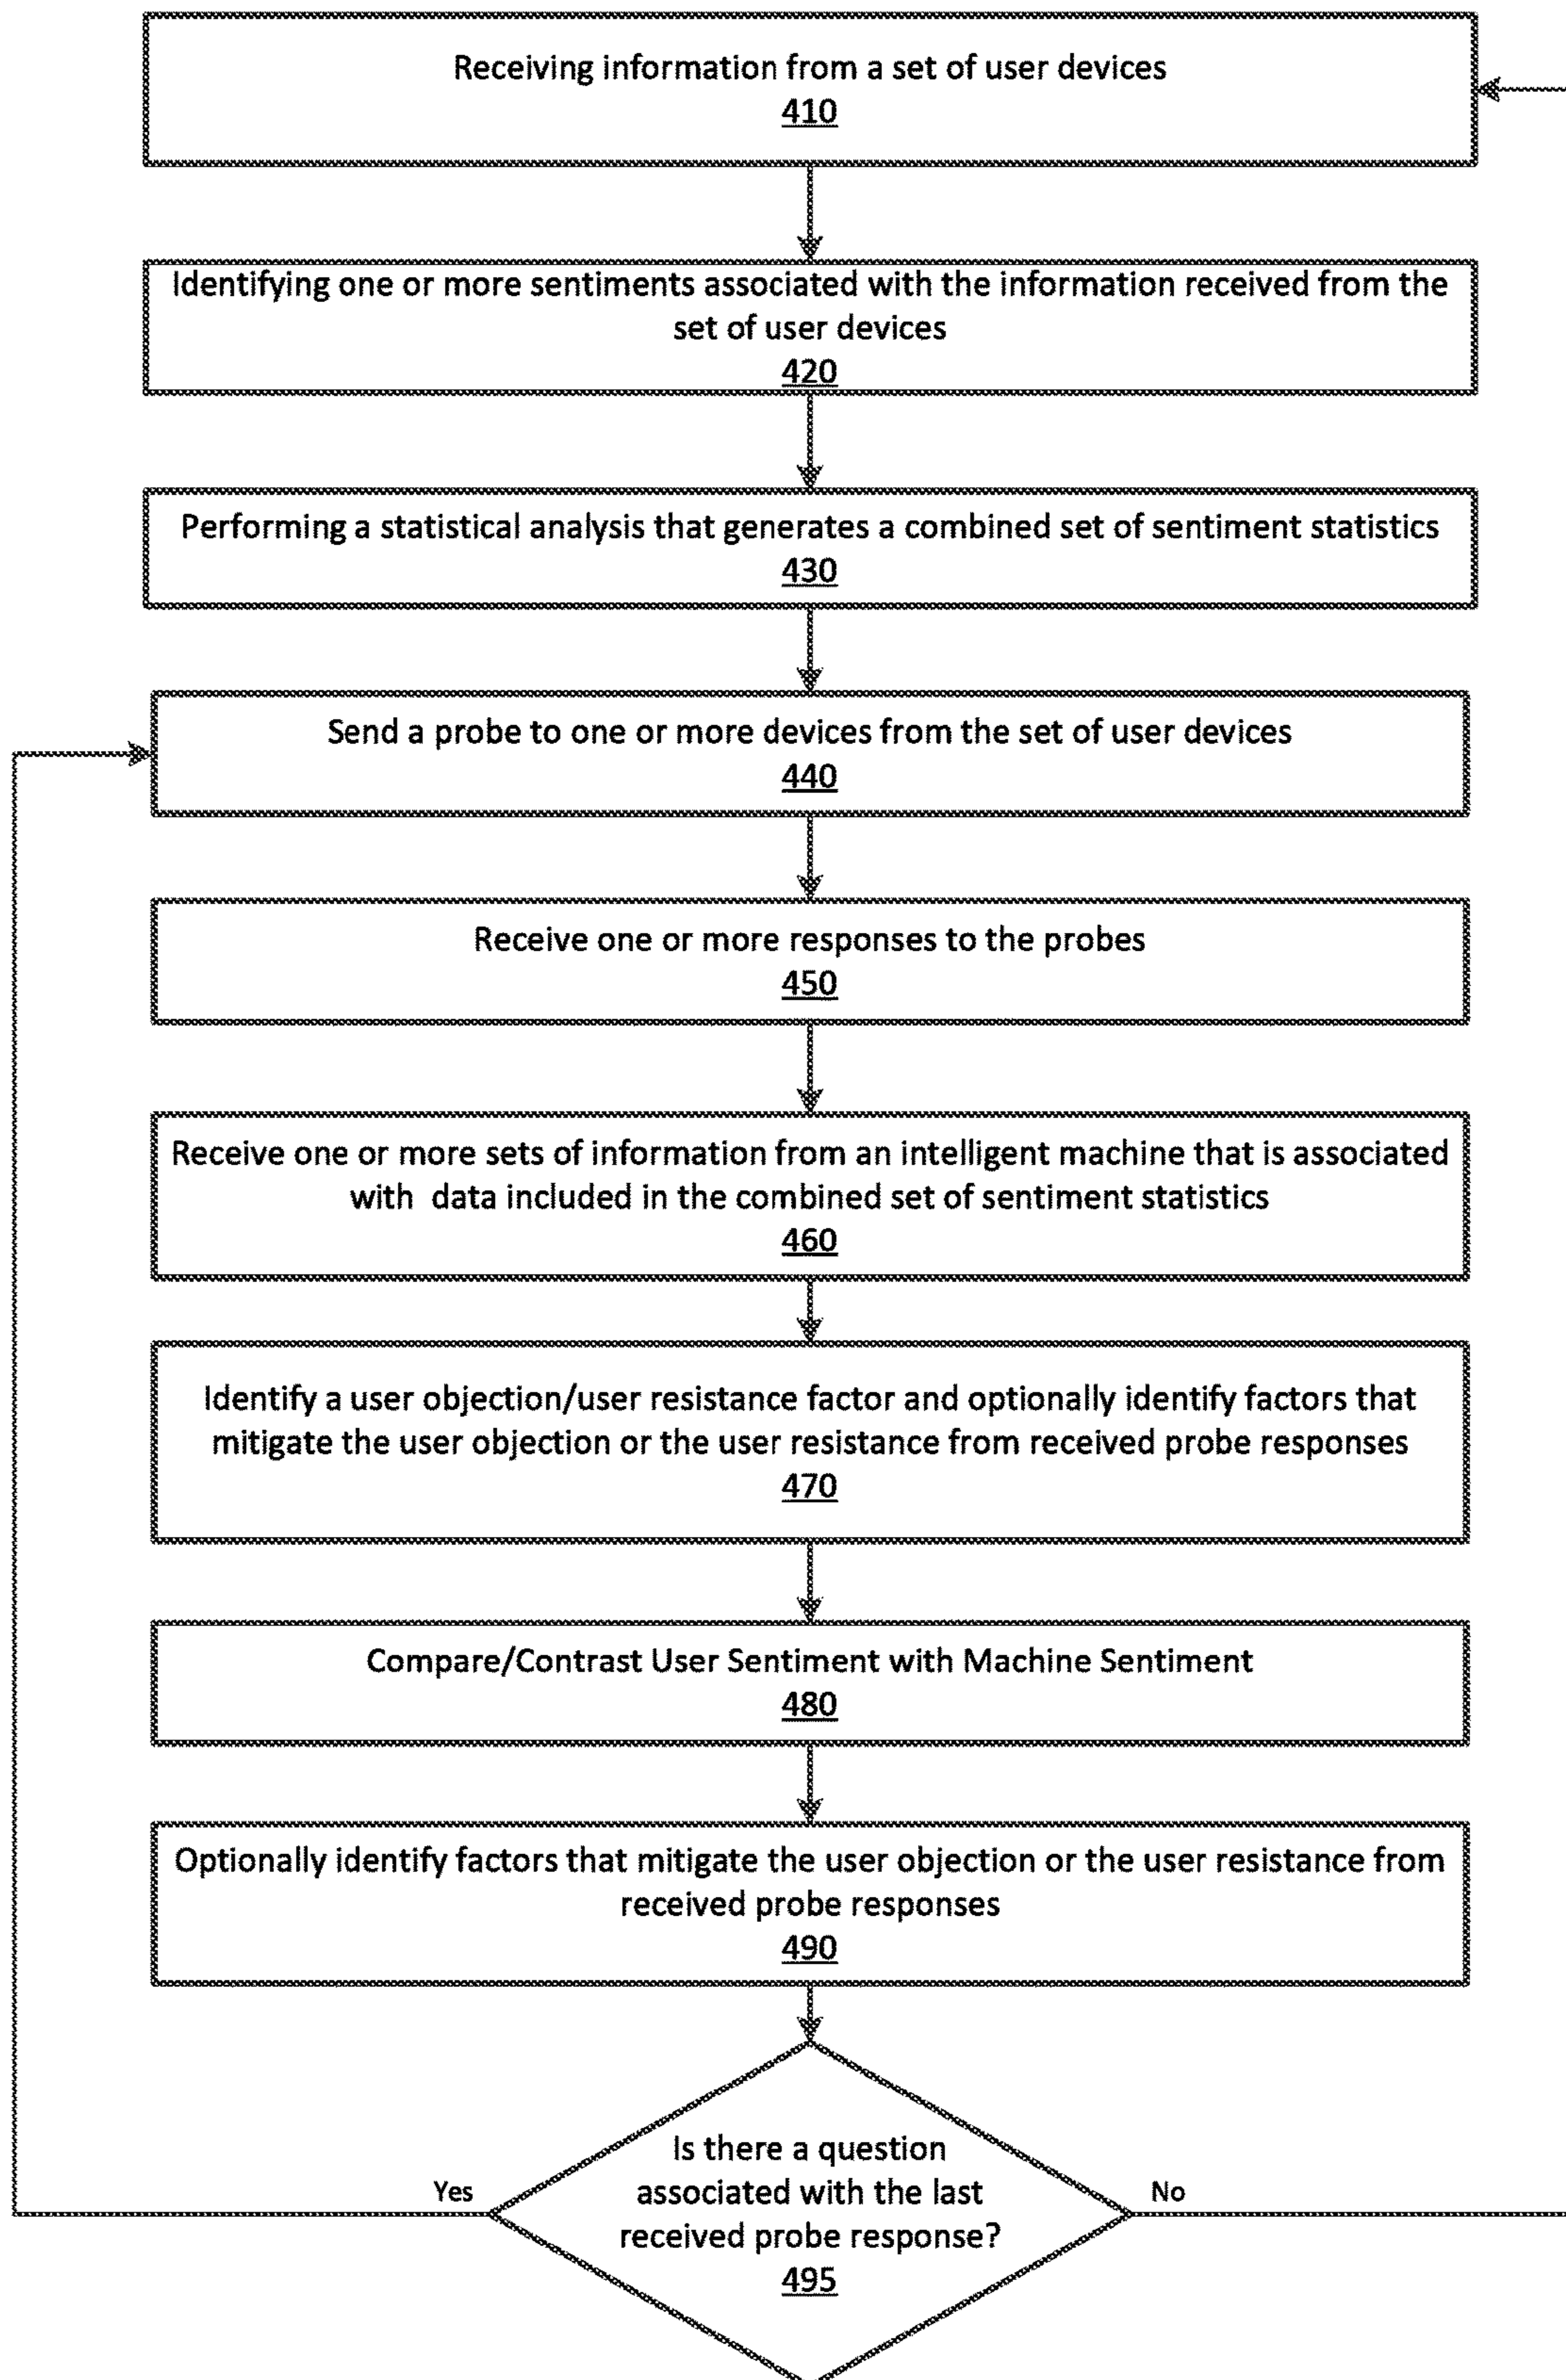 Receiving information from a set of user devices
410
Identifying one or more sentiments associated with the information received from the
set of user devices
420
Performing a statistical analysis that generates a combined set of sentiment statistics
430
Send a probe to one or more devices from the set of user devices
440
Receive one or more responses to the probes
450
Receive one or more sets of information from an intelligent machine that is associated
with data included in the combined set of sentiment statistics
460
Identify a user objection/user resistance factor and optionally identify factors that
mitigate the user objection or the user resistance from received probe responses
470
Compare/Contrast User Sentiment with Machine Sentiment
480
Optionally identify factors that mitigate the user objection or the user resistance from
received probe responses
490
Is there a question
associated with the last
received probe response?
495
Yes
No